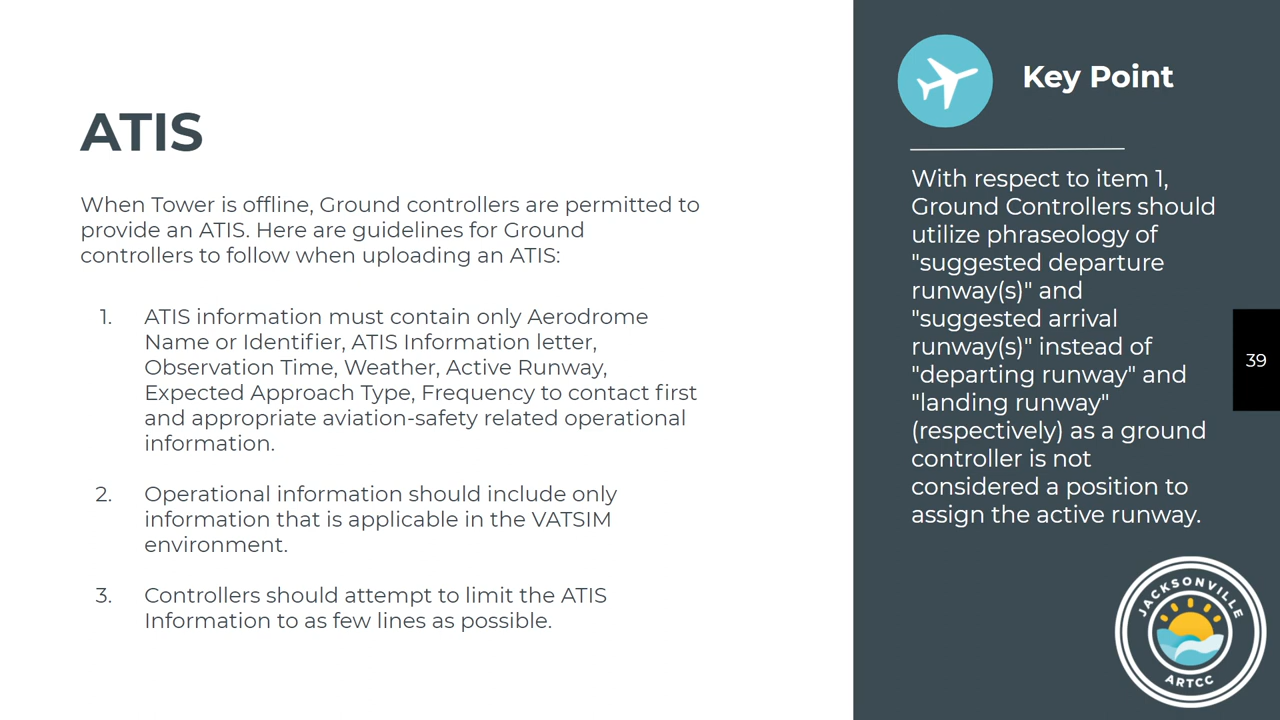 ATIS
When Tower is offline, Ground controllers are permitted to
provide an ATIS. Here are guidelines for Ground
controllers to follow when uploading an ATIS:
1. ATIS information must contain only Aerodrome
Name or Identifier, ATIS Information letter,
Observation Time, Weather, Active Runway,
Expected Approach Type, Frequency to contact first
and appropriate aviation-safety related operational
information.
2. Operational information should include only
information that is applicable in the VATSIM
environment.
3. Controllers should attempt to limit the ATIS
Information to as few lines as possible.
Key Point
With respect to item 1,
Ground Controllers should
utilize phraseology of
"suggested departure
runway(s)" and
"suggested arrival
runway(s)" instead of
"departing runway" and
"landing runway"
(respectively) as a ground
controller is not
considered a position to
assign the active runway.
39
JACKSONVILLE
ARTCC